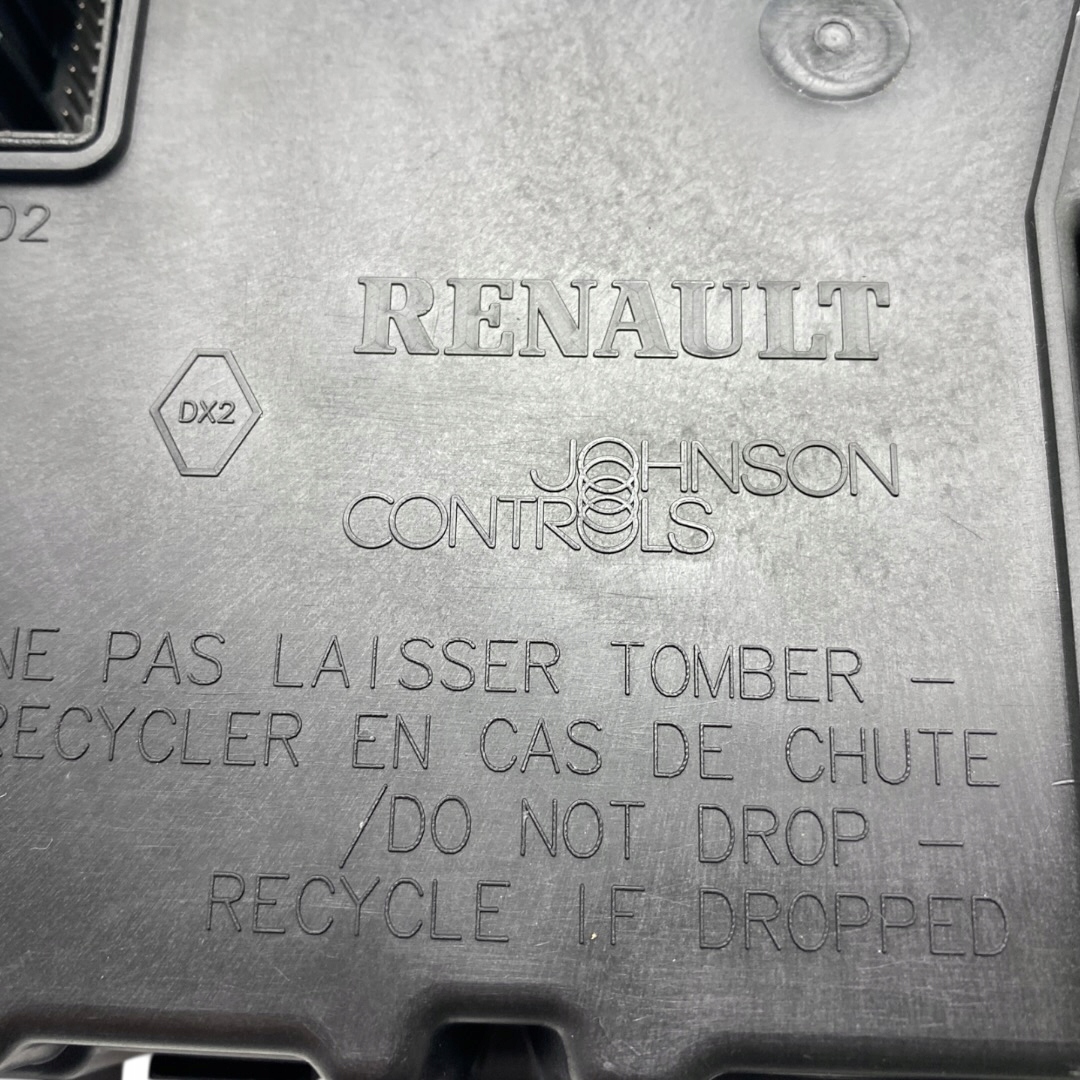 02
RENAULT
DX2
JOHNSON
CONTROLS
NE PAS LAISSER TOMBER –
RECYCLER EN CAS DE CHUTE
/DO NOT DROP –
RECYCLE IF DROPPED